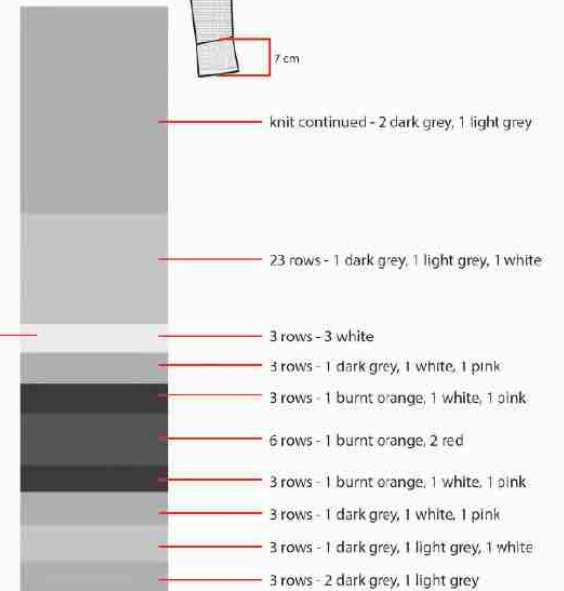 7 cm
knit continued - 2 dark grey, 1 light grey
23 rows - 1 dark grey, 1 light grey, 1 white
3 rows - 3 white
3 rows - 1 dark grey, 1 white, 1 pink
3 rows - 1 burnt orange, 1 white, 1 pink
6 rows - 1 burnt orange, 2 red
3 rows - 1 burnt orange, 1 white, 1 pink
3 rows - 1 dark grey, 1 white, 1 pink
3 rows - 1 dark grey, 1 light grey, 1 white
3 rows - 2 dark grey, 1 light grey